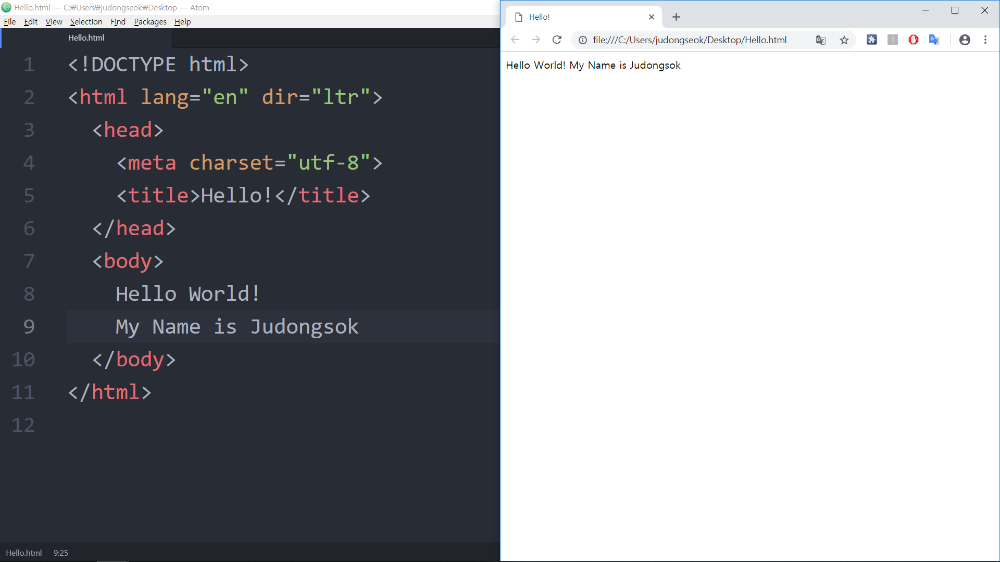 Hello.html — C:₩Users₩judongseok₩Desktop — Atom
File Edit View Selection Find Packages Help
Hello.html
1 <!DOCTYPE html>
2 <html lang="en" dir="ltr">
3 <head>
4 <meta charset="utf-8">
5 <title>Hello!</title>
6 </head>
7 <body>
8 Hello World!
9 My Name is Judongsok
10 </body>
11 </html>
12
Hello.html 9:25
Hello!
file:///C:/Users/judongseok/Desktop/Hello.html
Hello World! My Name is Judongsok